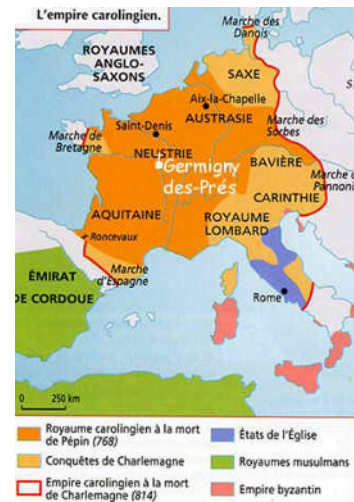 L'empire carolingien.
Marche des
Danois
ROYAUMES
ANGLO-
SAXONS
SAXE
Aix-la-Chapelle
AUSTRASIE
Marche des
Sorbes
Saint-Denis
Marche de
Bretagne
NEUSTRIE
Germigny
des-Prés
BAVIÈRE
Marche de
Pannoni
CARINTHIE
AQUITAINE
ROYAUME
LOMBARD
Roncevaux
Marche
d'Espagne
ÉMIRAT
DE CORDOUE
Rome
0 250 km
Royaume carolingien à la mort
de Pépin (768)
Conquêtes de Charlemagne
Empire carolingien à la mort
de Charlemagne (814)
États de l'Église
Royaumes musulmans
Empire byzantin